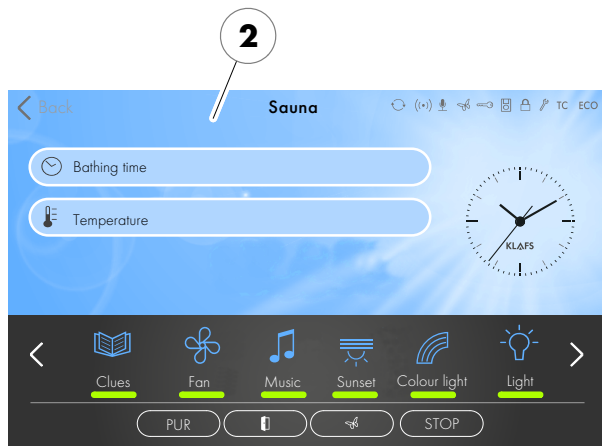 2
Back Sauna TC ECO
Bathing time
Temperature
KLAFS
Clues Fan Music Sunset Colour light Light
PUR STOP